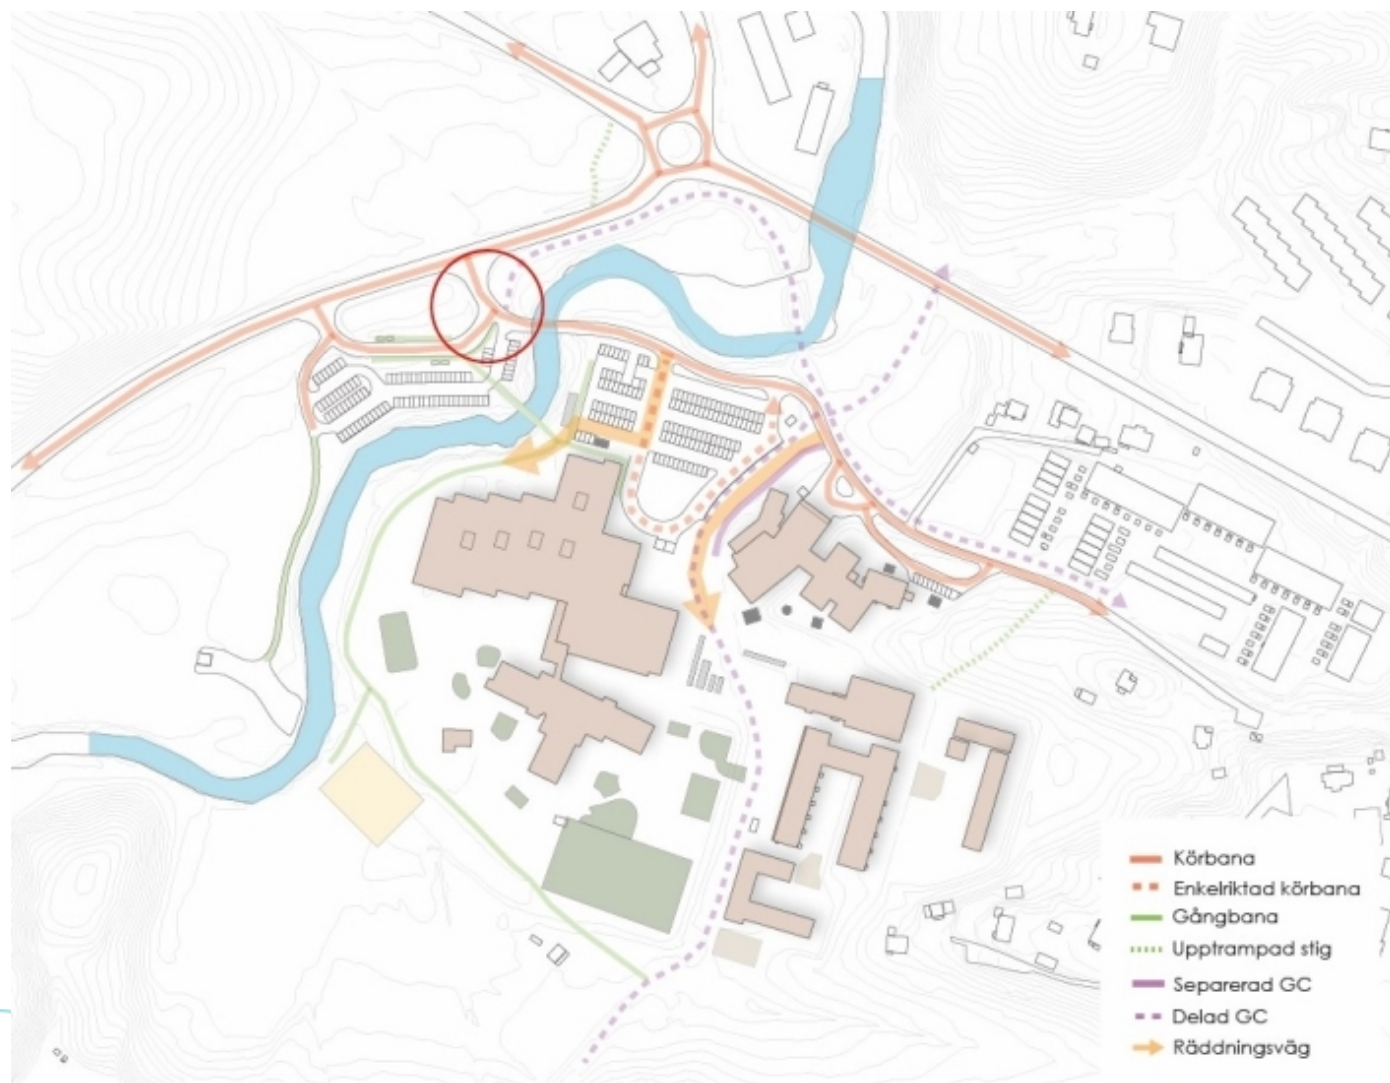 Körbana
Enkelriktad körbana
Gångbana
Upptrampad stig
Separerad GC
Delad GC
Räddningsväg